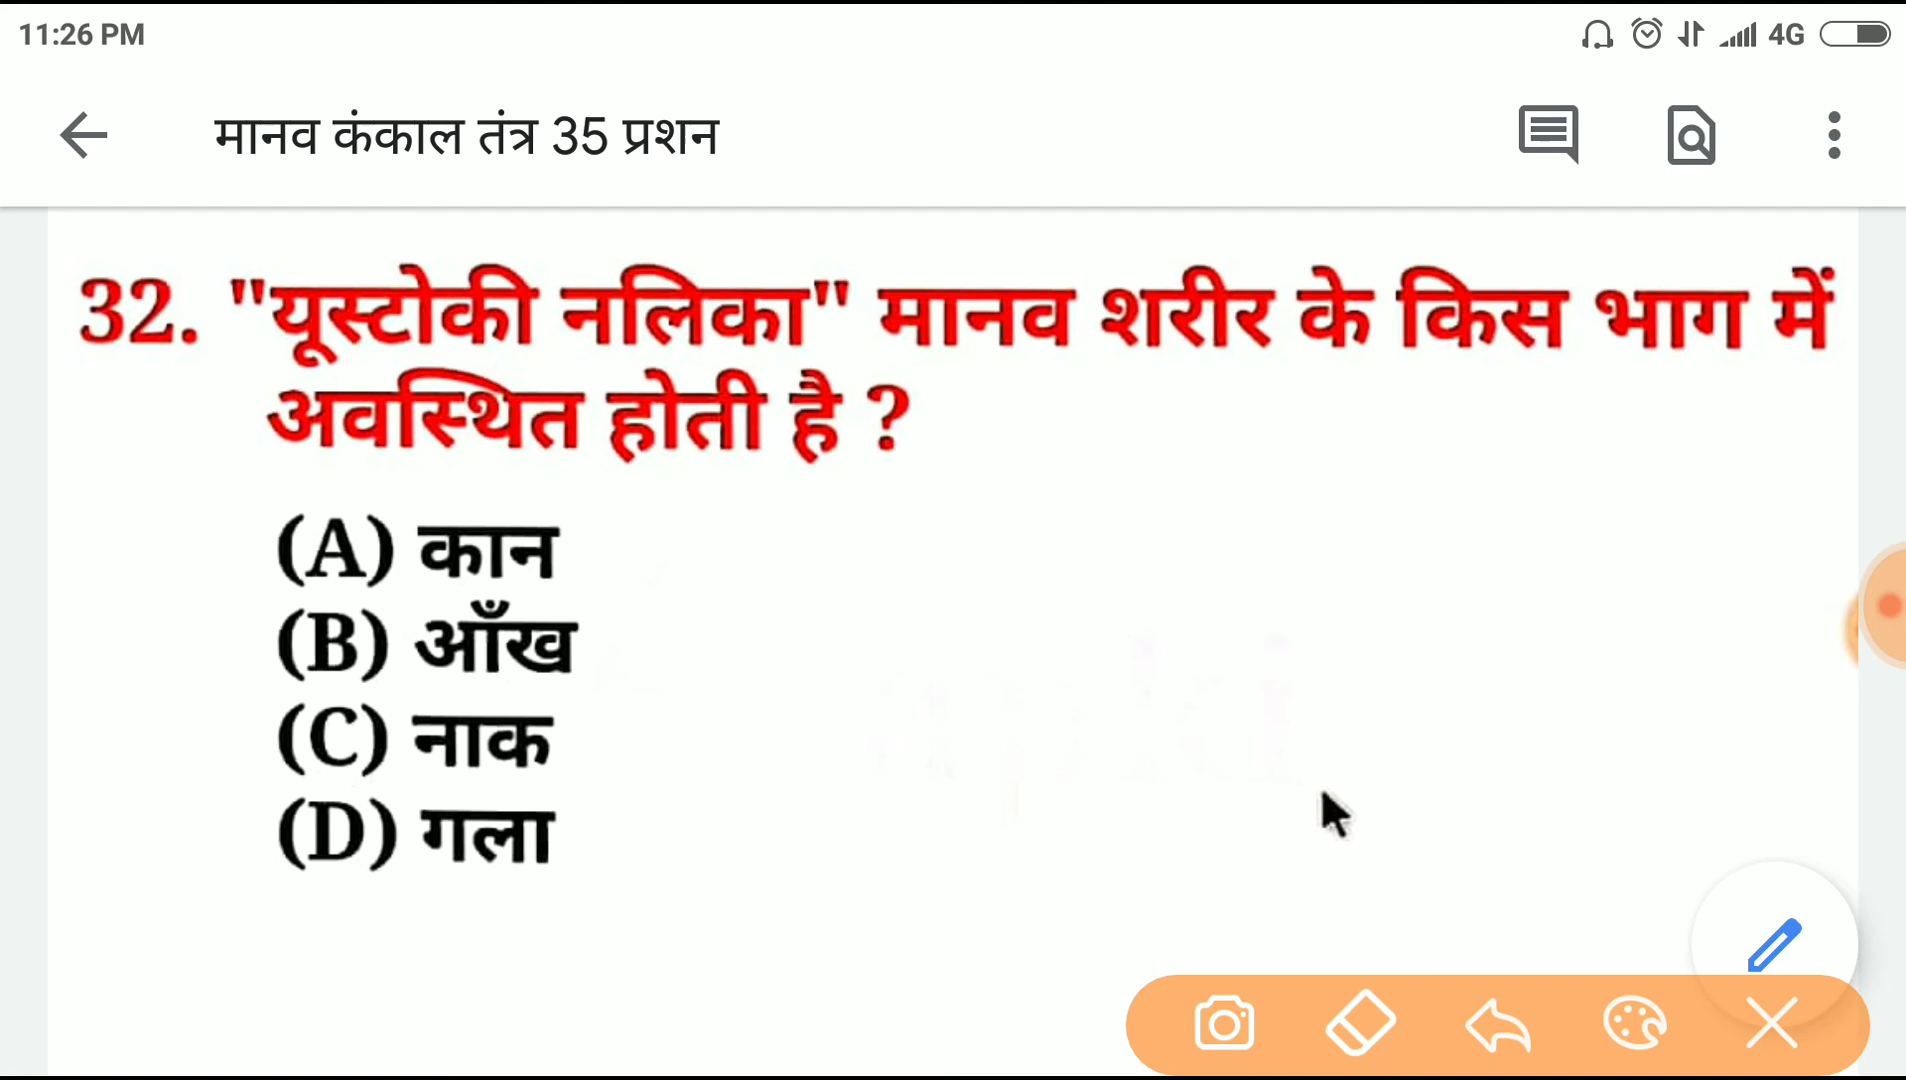 11:26 PM 4G
मानव कंकाल तंत्र 35 प्रशन
32. "यूस्टोकी नलिका" मानव शरीर के किस भाग में
अवस्थित होती है ?
(A) कान
(B) आँख
(C) नाक
(D) गला